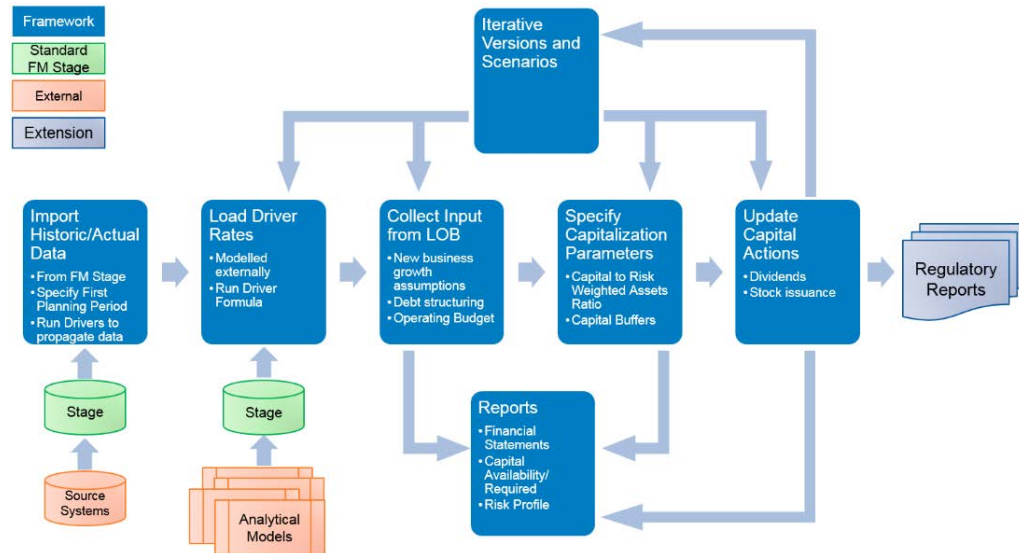 Framework
Standard
FM Stage
External
Extension
Iterative
Versions and
Scenarios
Import
Historic/Actual
Data
•From FM Stage
•Specify First
Planning Period
•Run Drivers to
propagate data
Load Driver
Rates
•Modelled
externally
•Run Driver
Formula
Collect Input
from LOB
•New business
growth
assumptions
•Debt structuring
•Operating Budget
Specify
Capitalization
Parameters
•Capital to Risk
Weighted Assets
Ratio
•Capital Buffers
Update
Capital
Actions
•Dividends
•Stock issuance
Regulatory
Reports
Stage
Stage
Source
Systems
Analytical
Models
Reports
•Financial
Statements
•Capital
Availability/
Required
•Risk Profile